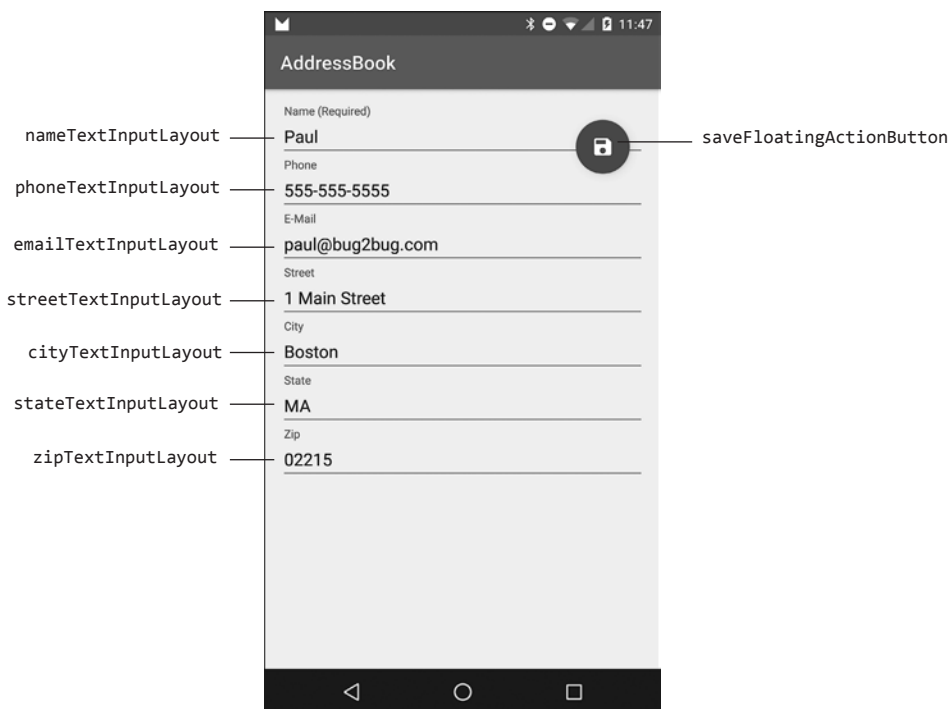 11:47
AddressBook
Name (Required)
nameTextInputLayout
Paul
saveFloatingActionButton
Phone
phoneTextInputLayout
555-555-5555
E-Mail
emailTextInputLayout
paul@bug2bug.com
Street
streetTextInputLayout
1 Main Street
City
cityTextInputLayout
Boston
State
stateTextInputLayout
MA
Zip
zipTextInputLayout
02215